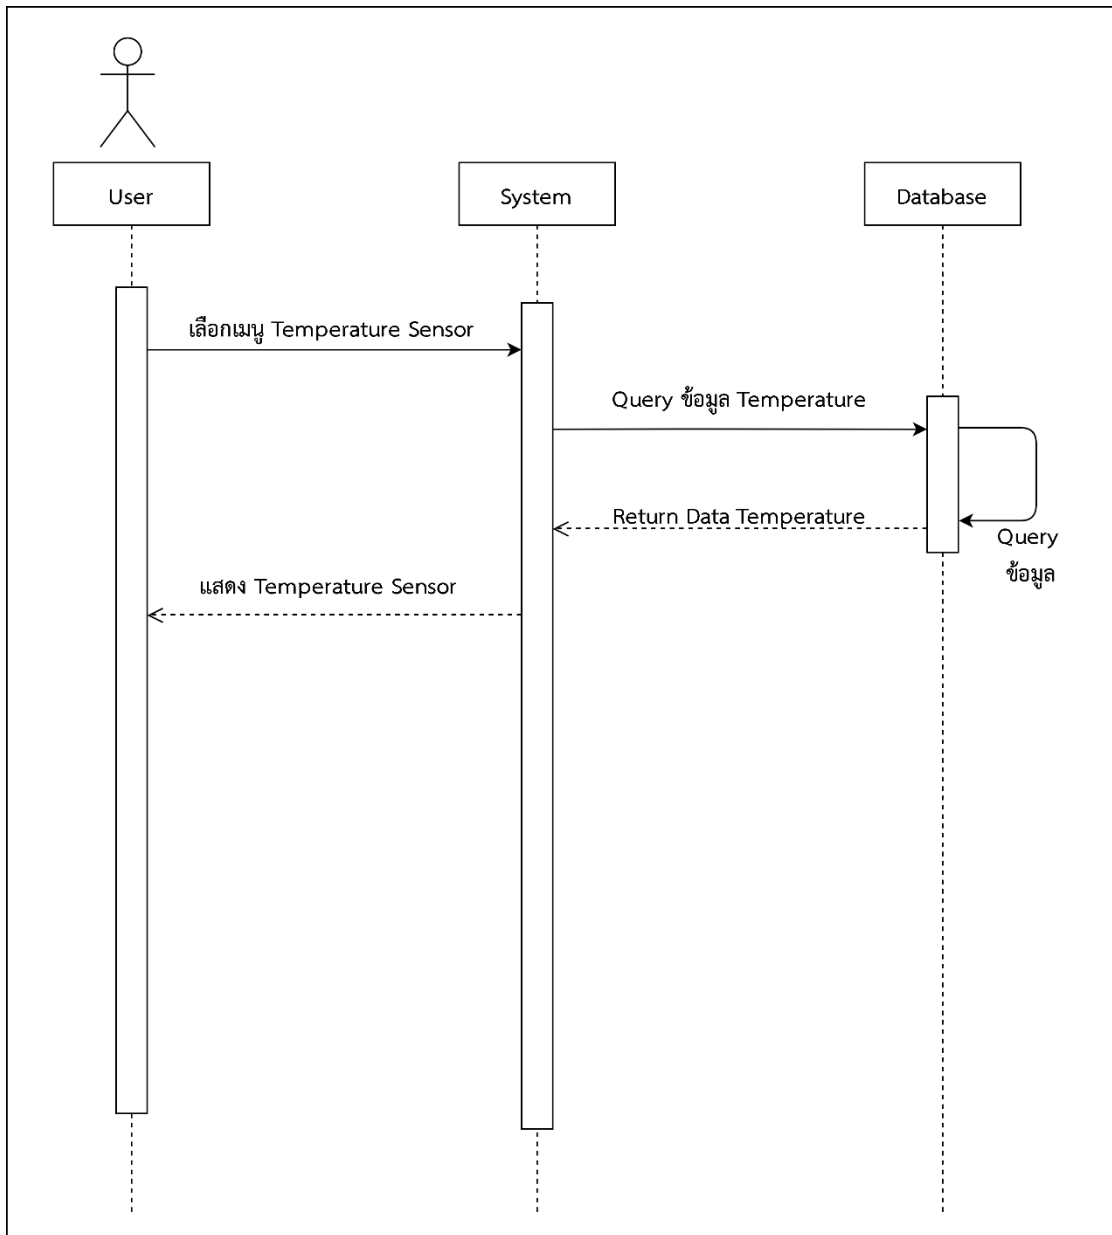 User
System
Database
เลือกเมนู Temperature Sensor
Query ข้อมูล Temperature
Return Data Temperature
Query
ข้อมูล
แสดง Temperature Sensor